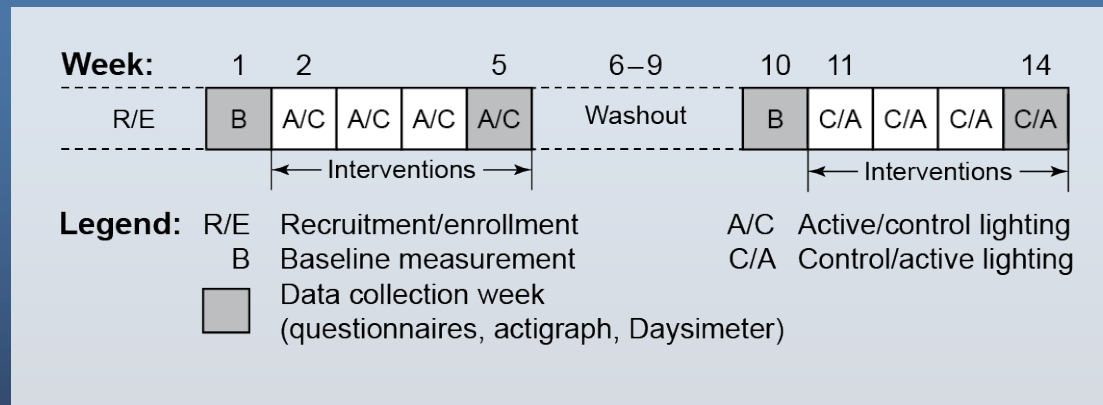 Week: 1 2 5 6–9 10 11 14
R/E B A/C A/C A/C A/C Washout B C/A C/A C/A C/A
Interventions Interventions
Legend: R/E Recruitment/enrollment A/C Active/control lighting
B Baseline measurement C/A Control/active lighting
Data collection week
(questionnaires, actigraph, Daysimeter)